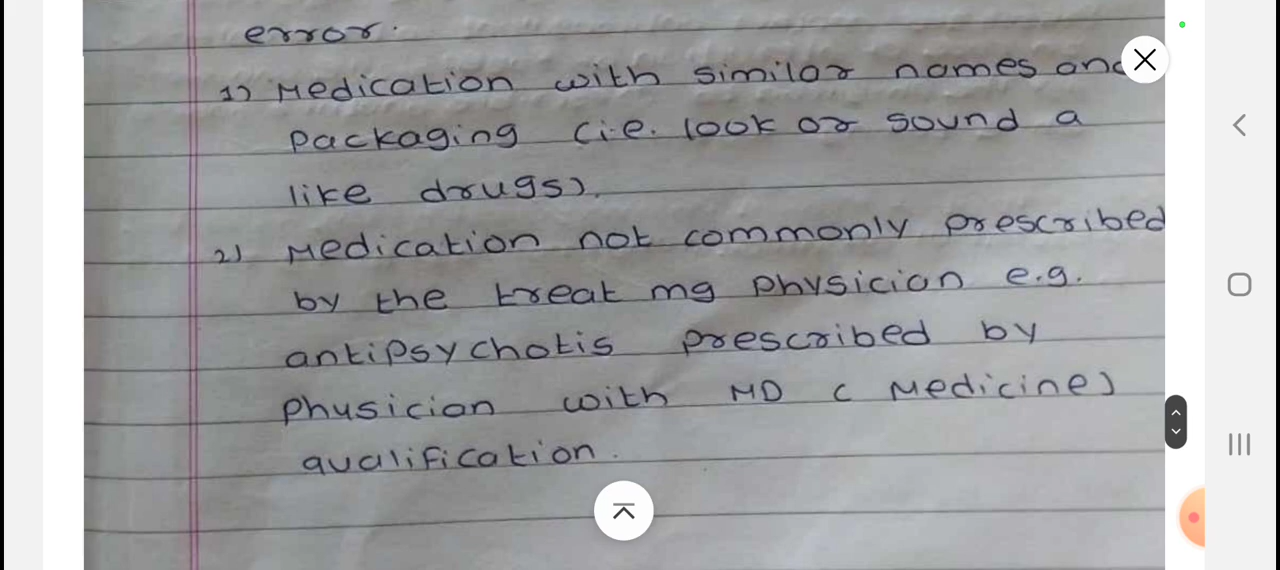 error.
1) Medication with similar names and
packaging (i.e. look or sound a
like drugs).
2) Medication not commonly prescribed
by the treat mg physician e.g.
antipsychotis prescribed by
physician with MD ( Medicine)
qualification.